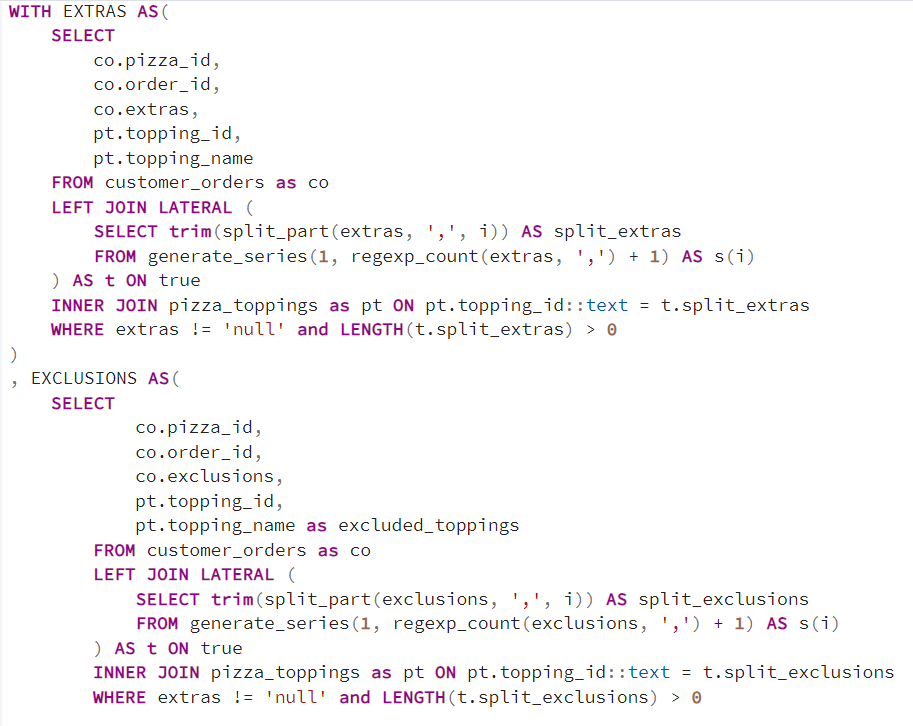 WITH EXTRAS AS(
SELECT
co.pizza_id,
co.order_id,
co.extras,
pt.topping_id,
pt.topping_name
FROM customer_orders as co
LEFT JOIN LATERAL (
SELECT trim(split_part(extras, ',', i)) AS split_extras
FROM generate_series(1, regexp_count(extras, ',') + 1) AS s(i)
) AS t ON true
INNER JOIN pizza_toppings as pt ON pt.topping_id::text = t.split_extras
WHERE extras != 'null' and LENGTH(t.split_extras) > 0
)
, EXCLUSIONS AS(
SELECT
co.pizza_id,
co.order_id,
co.exclusions,
pt.topping_id,
pt.topping_name as excluded_toppings
FROM customer_orders as co
LEFT JOIN LATERAL (
SELECT trim(split_part(exclusions, ',', i)) AS split_exclusions
FROM generate_series(1, regexp_count(exclusions, ',') + 1) AS s(i)
) AS t ON true
INNER JOIN pizza_toppings as pt ON pt.topping_id::text = t.split_exclusions
WHERE extras != 'null' and LENGTH(t.split_exclusions) > 0